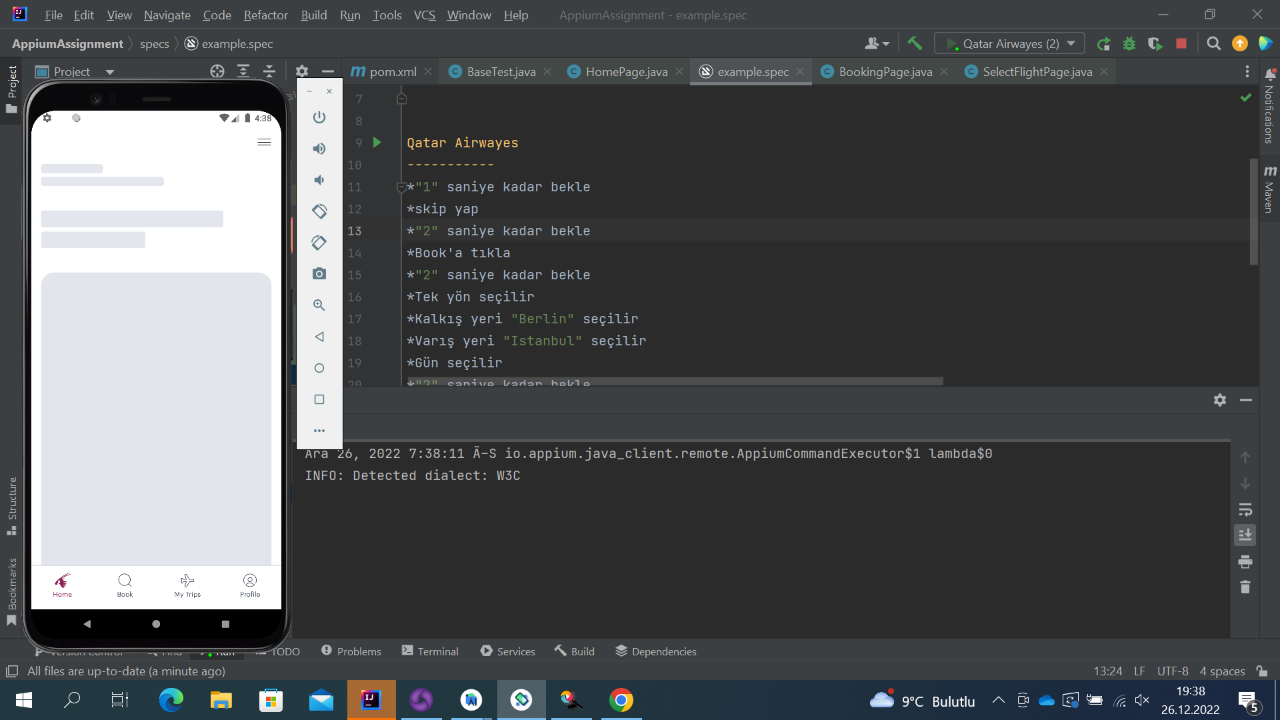 File Edit View Navigate Code Refactor Build Run Tools VCS Window Help AppiumAssignment - example.spec
AppiumAssignment specs example.spec Qatar Airwayes (2)
Project pom.xml BaseTest.java HomePage.java example.spec BookingPage.java SelectFlightPage.java
Project
Notifications
Maven
Structure
Bookmarks
4:38
Home Book My Trips Profile
7
8
9 Qatar Airwayes
10 -----------
11 *"1" saniye kadar bekle
12 *skip yap
13 *"2" saniye kadar bekle
14 *Book'a tıkla
15 *"2" saniye kadar bekle
16 *Tek yön seçilir
17 *Kalkış yeri "Berlin" seçilir
18 *Varış yeri "Istanbul" seçilir
19 *Gün seçilir
20 *"2" saniye kadar bekle
Ara 26, 2022 7:38:11 Ã-S io.appium.java_client.remote.AppiumCommandExecutor$1 lambda$0
INFO: Detected dialect: W3C
Version Control Find Run TODO Problems Terminal Services Build Dependencies
All files are up-to-date (a minute ago) 13:24 LF UTF-8 4 spaces
9°C Bulutlu 19:38
26.12.2022 5